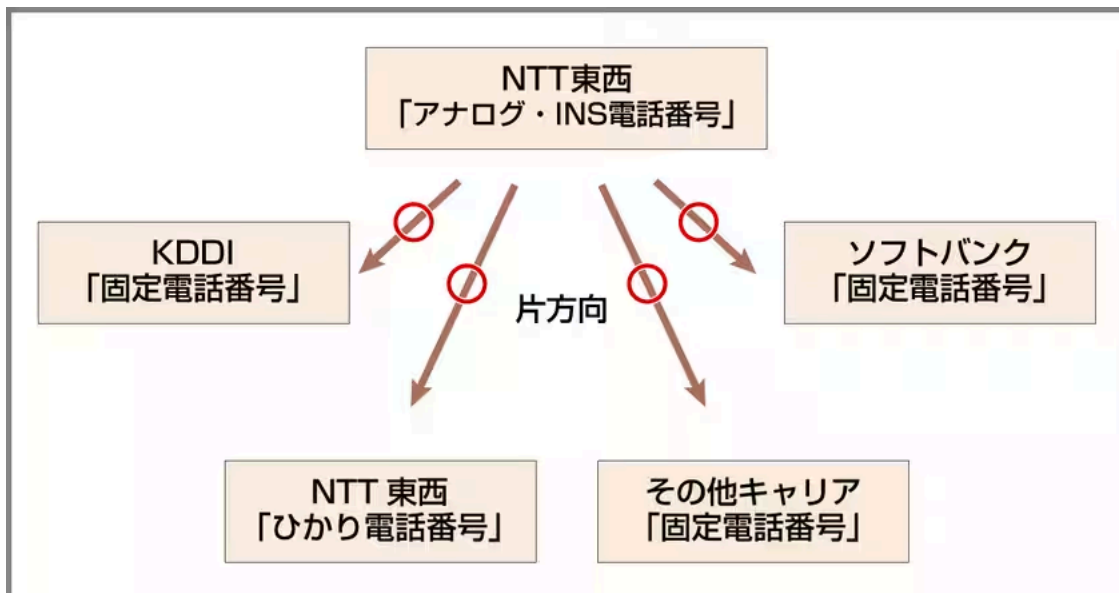 NTT東西
「アナログ・INS電話番号」
KDDI
「固定電話番号」
ソフトバンク
「固定電話番号」
片方向
NTT 東西
「ひかり電話番号」
その他キャリア
「固定電話番号」